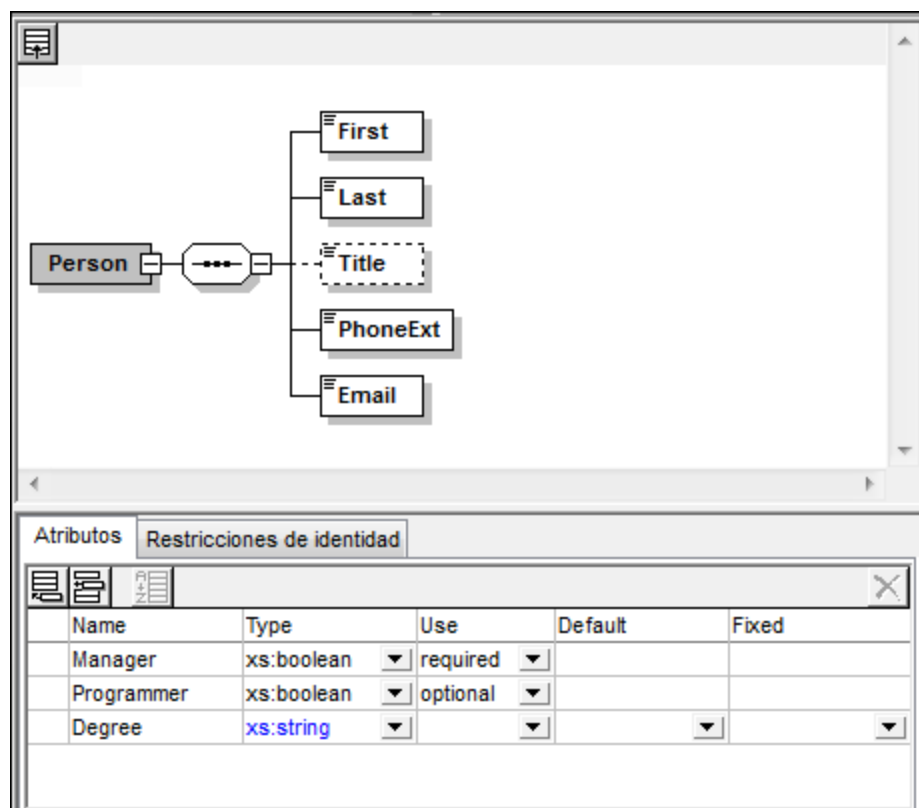 First
Last
Person
Title
PhoneExt
Email
Atributos Restricciones de identidad
Name Type Use Default Fixed
Manager xs:boolean required
Programmer xs:boolean optional
Degree xs:string